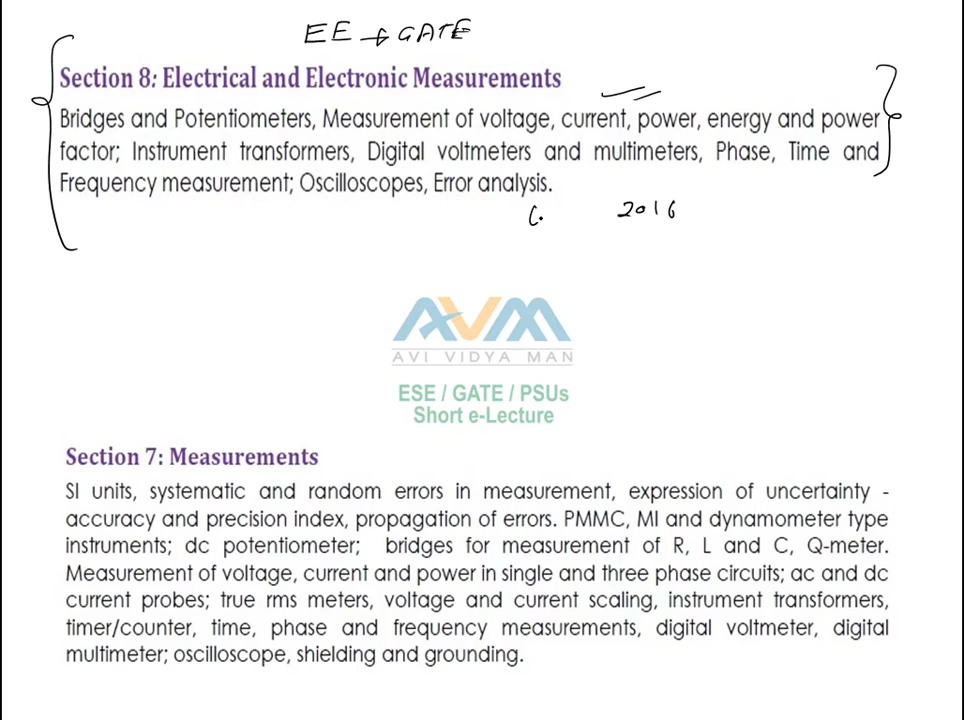 EE → GATE
Section 8: Electrical and Electronic Measurements
Bridges and Potentiometers, Measurement of voltage, current, power, energy and power
factor; Instrument transformers, Digital voltmeters and multimeters, Phase, Time and
Frequency measurement; Oscilloscopes, Error analysis.
2016
AVM
AVI VIDYA MAN
ESE / GATE / PSUs
Short e-Lecture
Section 7: Measurements
SI units, systematic and random errors in measurement, expression of uncertainty -
accuracy and precision index, propagation of errors. PMMC, MI and dynamometer type
instruments; dc potentiometer; bridges for measurement of R, L and C, Q-meter.
Measurement of voltage, current and power in single and three phase circuits; ac and dc
current probes; true rms meters, voltage and current scaling, instrument transformers,
timer/counter, time, phase and frequency measurements, digital voltmeter, digital
multimeter; oscilloscope, shielding and grounding.